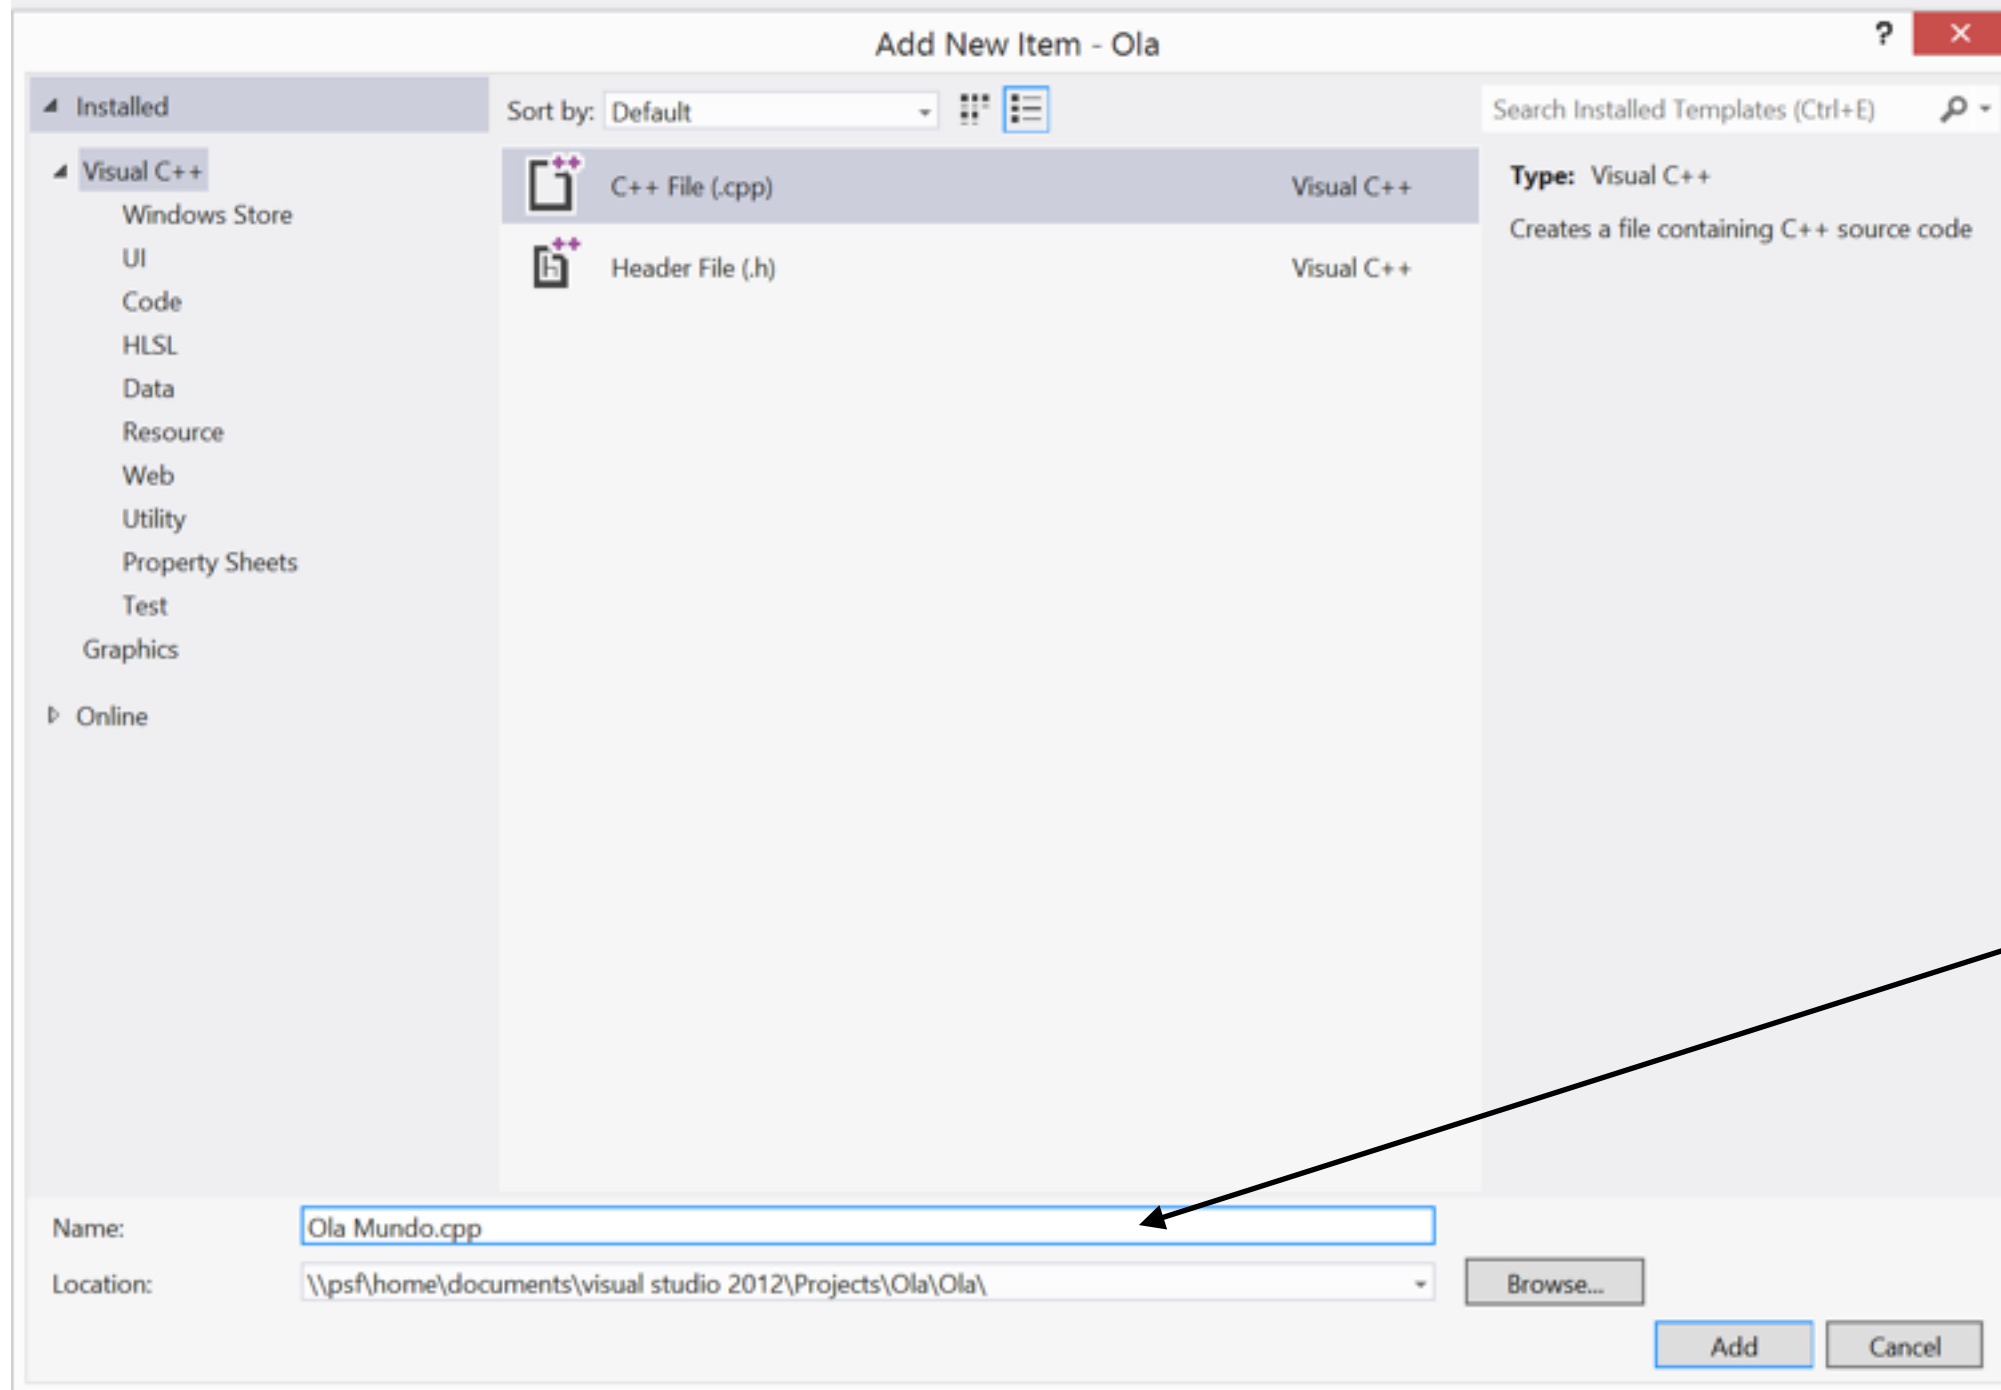 Add New Item - Ola
?
Installed
Sort by: Default
Search Installed Templates (Ctrl+E)
Visual C++
Windows Store
UI
Code
HLSL
Data
Resource
Web
Utility
Property Sheets
Test
Graphics
Online
C++ File (.cpp) Visual C++
Header File (.h) Visual C++
Type: Visual C++
Creates a file containing C++ source code
Name: Ola Mundo.cpp
Location: \\psf\home\documents\visual studio 2012\Projects\Ola\Ola\
Browse...
Add Cancel